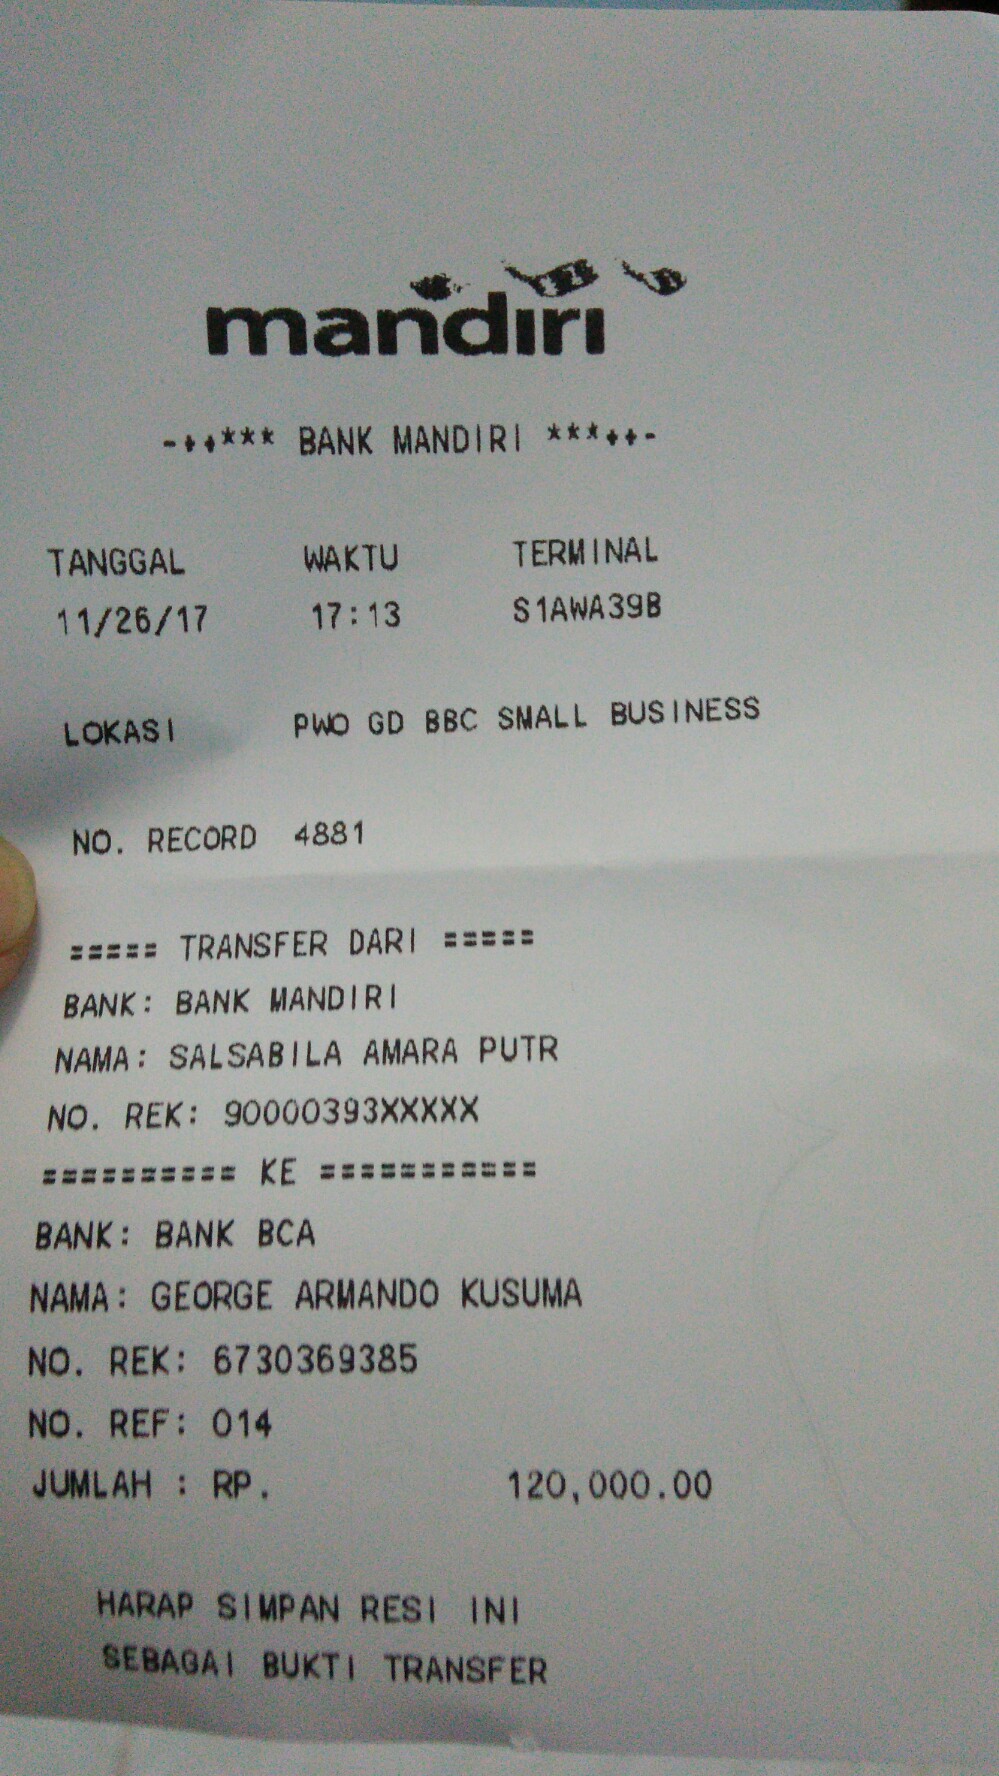 mandiri
-++*** BANK MANDIRI ***++-
TANGGAL WAKTU TERMINAL
11/26/17 17:13 S1AWA39B
LOKASI PWO GD BBC SMALL BUSINESS
NO. RECORD 4881
===== TRANSFER DARI =====
BANK: BANK MANDIRI
NAMA: SALSABILA AMARA PUTR
NO. REK: 90000393XXXXX
========== KE ===========
BANK: BANK BCA
NAMA: GEORGE ARMANDO KUSUMA
NO. REK: 6730369385
NO. REF: 014
JUMLAH : RP. 120,000.00
HARAP SIMPAN RESI INI
SEBAGAI BUKTI TRANSFER